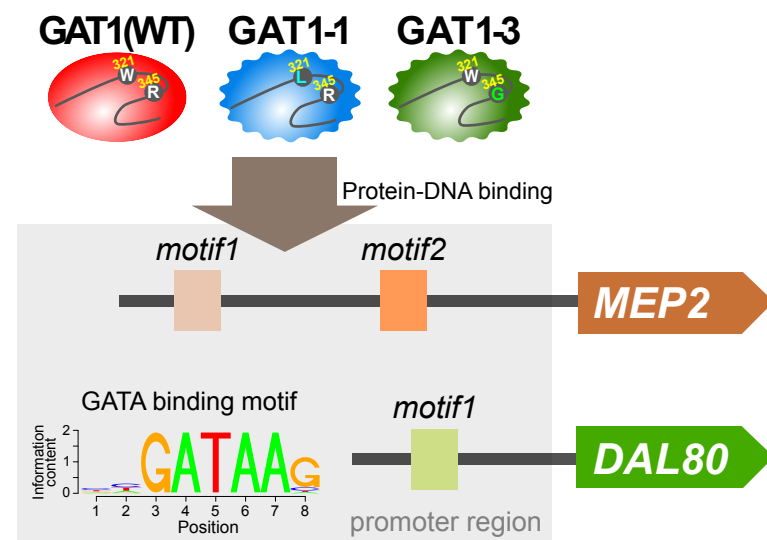 GAT1(WT) GAT1-1 GAT1-3
321 W 345 R
321 L 345 R
W 345 G
Protein-DNA binding
motif1 motif2
MEP2
GATA binding motif
motif1
DAL80
Information
content
2
1
0
GATAAG
1 2 3 4 5 6 7 8
Position
promoter region